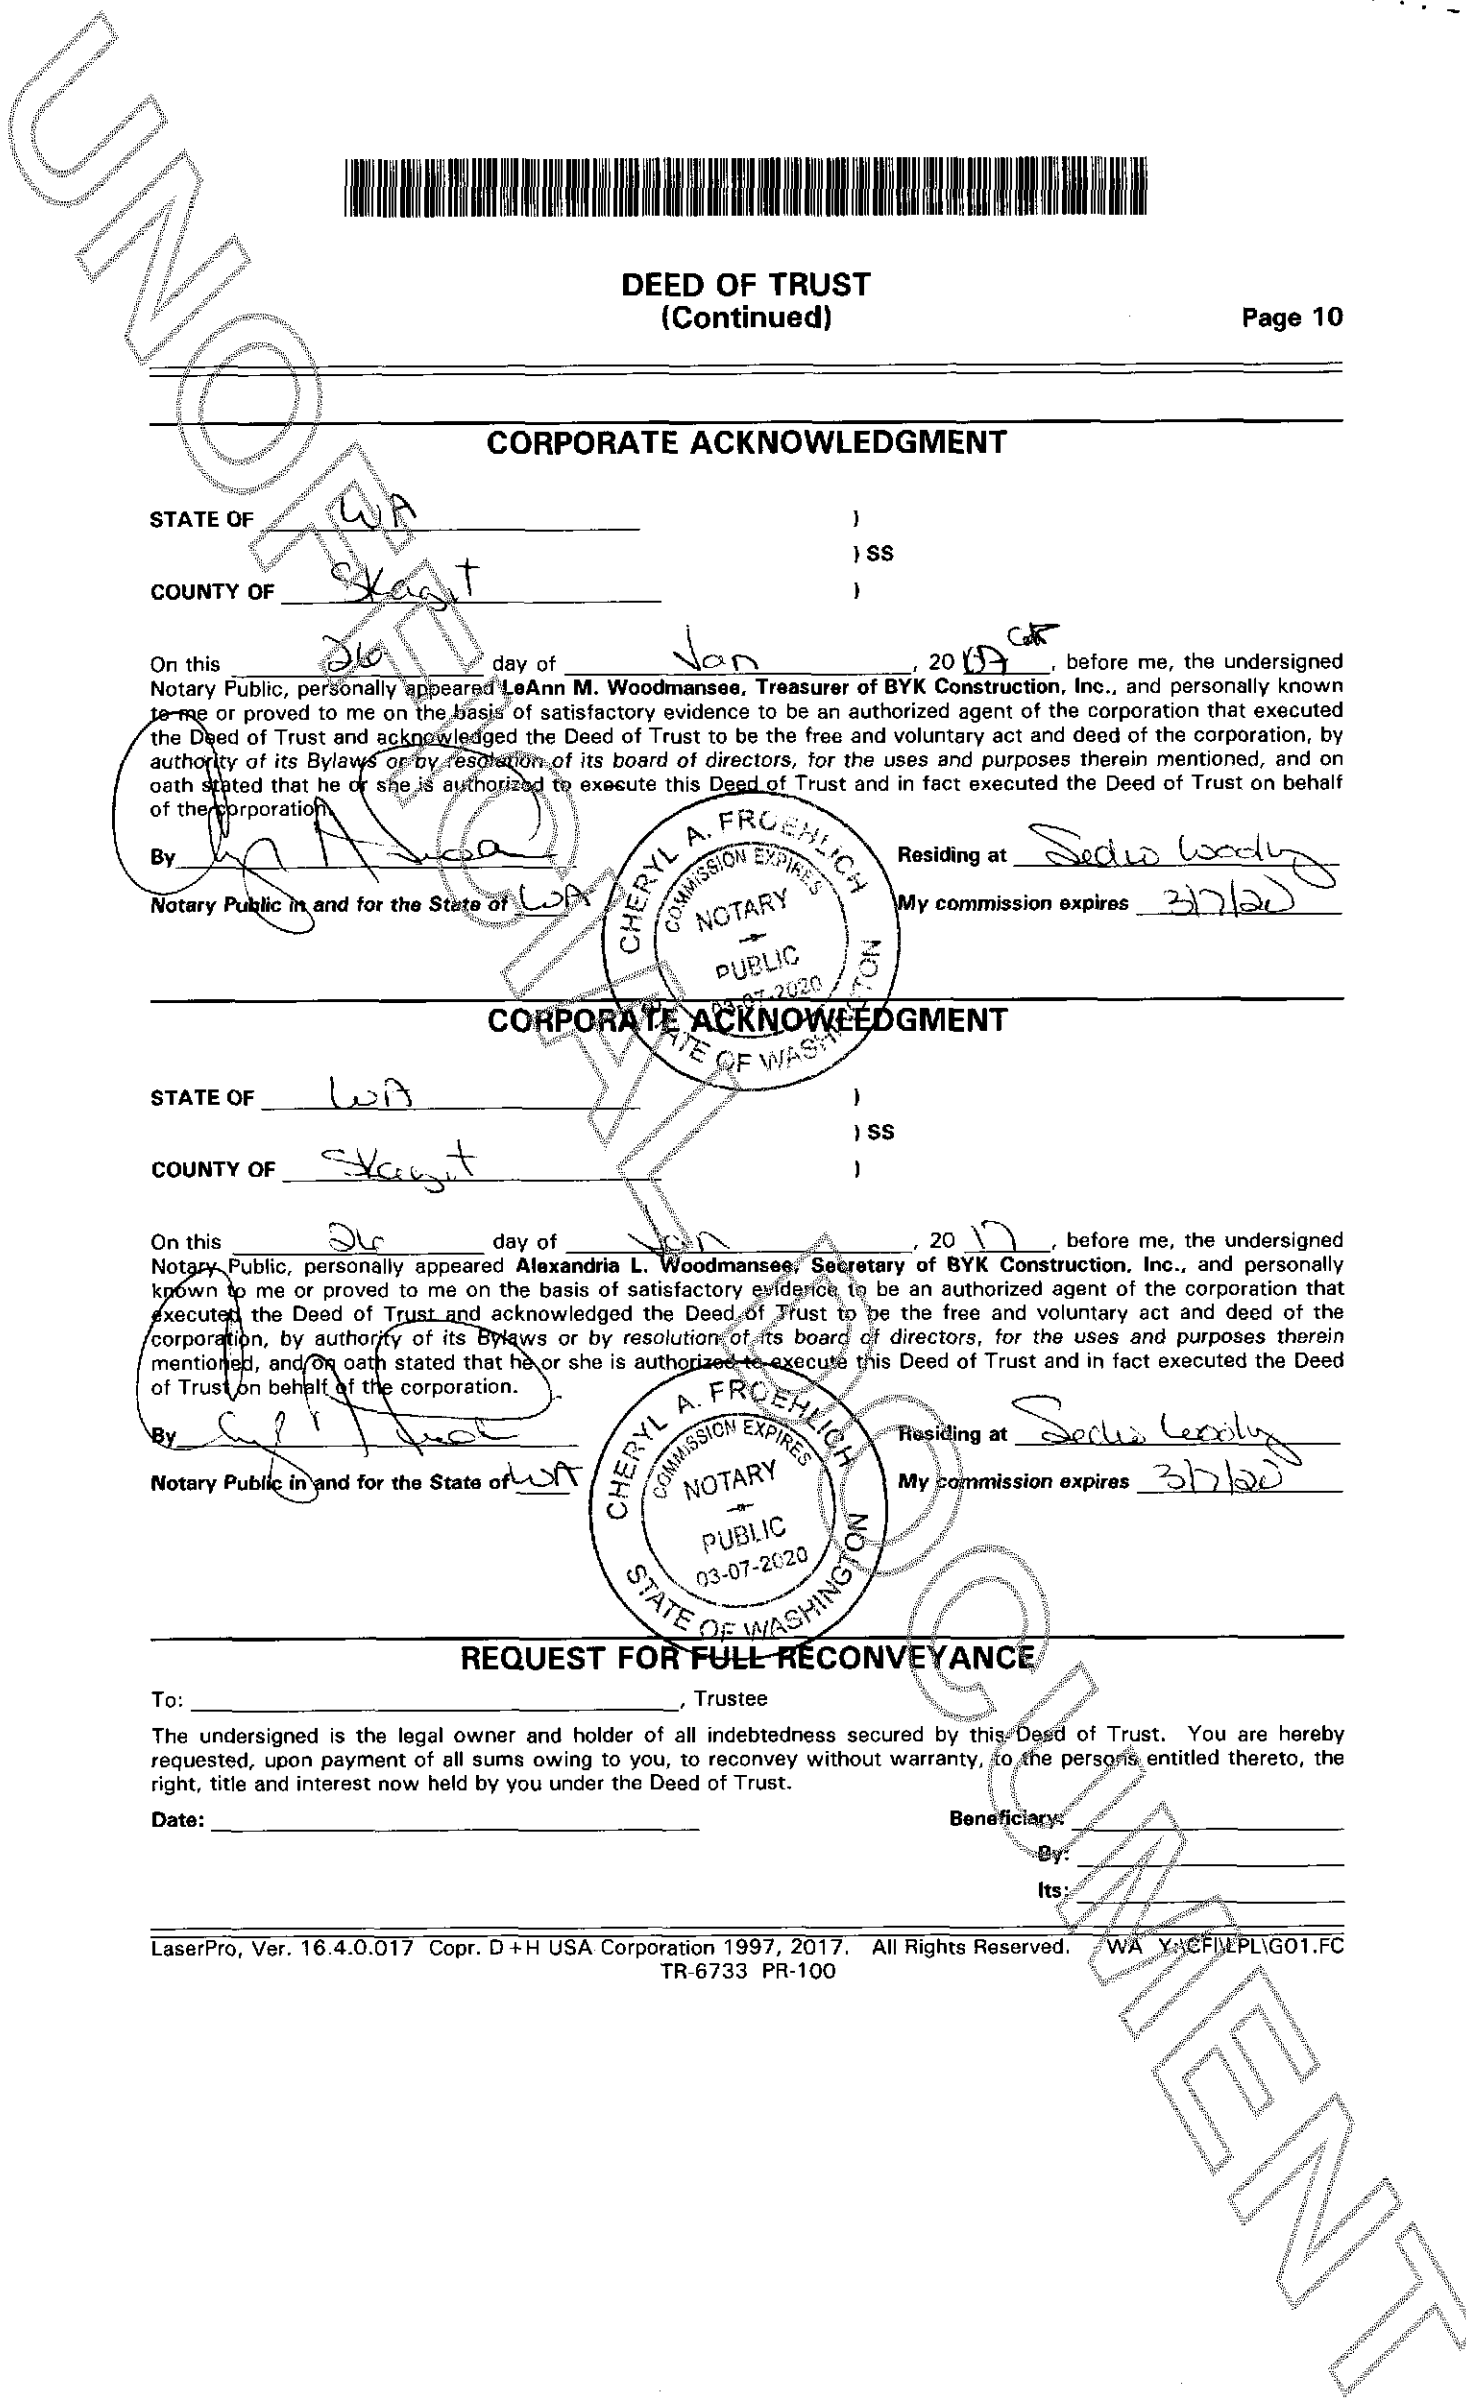 DEED OF TRUST
(Continued) Page 10
CORPORATE ACKNOWLEDGMENT
STATE OF WA )
) SS
COUNTY OF Skagit )
On this 26 day of Jan , 20 17 , before me, the undersigned
Notary Public, personally appeared LeAnn M. Woodmansee, Treasurer of BYK Construction, Inc., and personally known
to me or proved to me on the basis of satisfactory evidence to be an authorized agent of the corporation that executed
the Deed of Trust and acknowledged the Deed of Trust to be the free and voluntary act and deed of the corporation, by
authority of its Bylaws or by resolution of its board of directors, for the uses and purposes therein mentioned, and on
oath stated that he or she is authorized to execute this Deed of Trust and in fact executed the Deed of Trust on behalf
of the corporation.
By Residing at Sedro Woolley
Notary Public in and for the State of WA My commission expires 3/7/20
CHERYL A. FROEHLICH
COMMISSION EXPIRES
NOTARY
PUBLIC
03-07-2020
STATE OF WASHINGTON
CORPORATE ACKNOWLEDGMENT
STATE OF WA )
) SS
COUNTY OF Skagit )
On this 26 day of Jan , 20 17 , before me, the undersigned
Notary Public, personally appeared Alexandria L. Woodmansee, Secretary of BYK Construction, Inc., and personally
known to me or proved to me on the basis of satisfactory evidence to be an authorized agent of the corporation that
executed the Deed of Trust and acknowledged the Deed of Trust to be the free and voluntary act and deed of the
corporation, by authority of its Bylaws or by resolution of its board of directors, for the uses and purposes therein
mentioned, and on oath stated that he or she is authorized to execute this Deed of Trust and in fact executed the Deed
of Trust on behalf of the corporation.
By Residing at Sedro Woolley
Notary Public in and for the State of WA My commission expires 3/7/20
CHERYL A. FROEHLICH
COMMISSION EXPIRES
NOTARY
PUBLIC
03-07-2020
STATE OF WASHINGTON
REQUEST FOR FULL RECONVEYANCE
To: , Trustee
The undersigned is the legal owner and holder of all indebtedness secured by this Deed of Trust. You are hereby
requested, upon payment of all sums owing to you, to reconvey without warranty, to the persons entitled thereto, the
right, title and interest now held by you under the Deed of Trust.
Date: Beneficiary:
By:
Its:
LaserPro, Ver. 16.4.0.017 Copr. D+H USA Corporation 1997, 2017. All Rights Reserved. - WA Y:\CFI\LPL\G01.FC
TR-6733 PR-100
UNOFFICIAL DOCUMENT